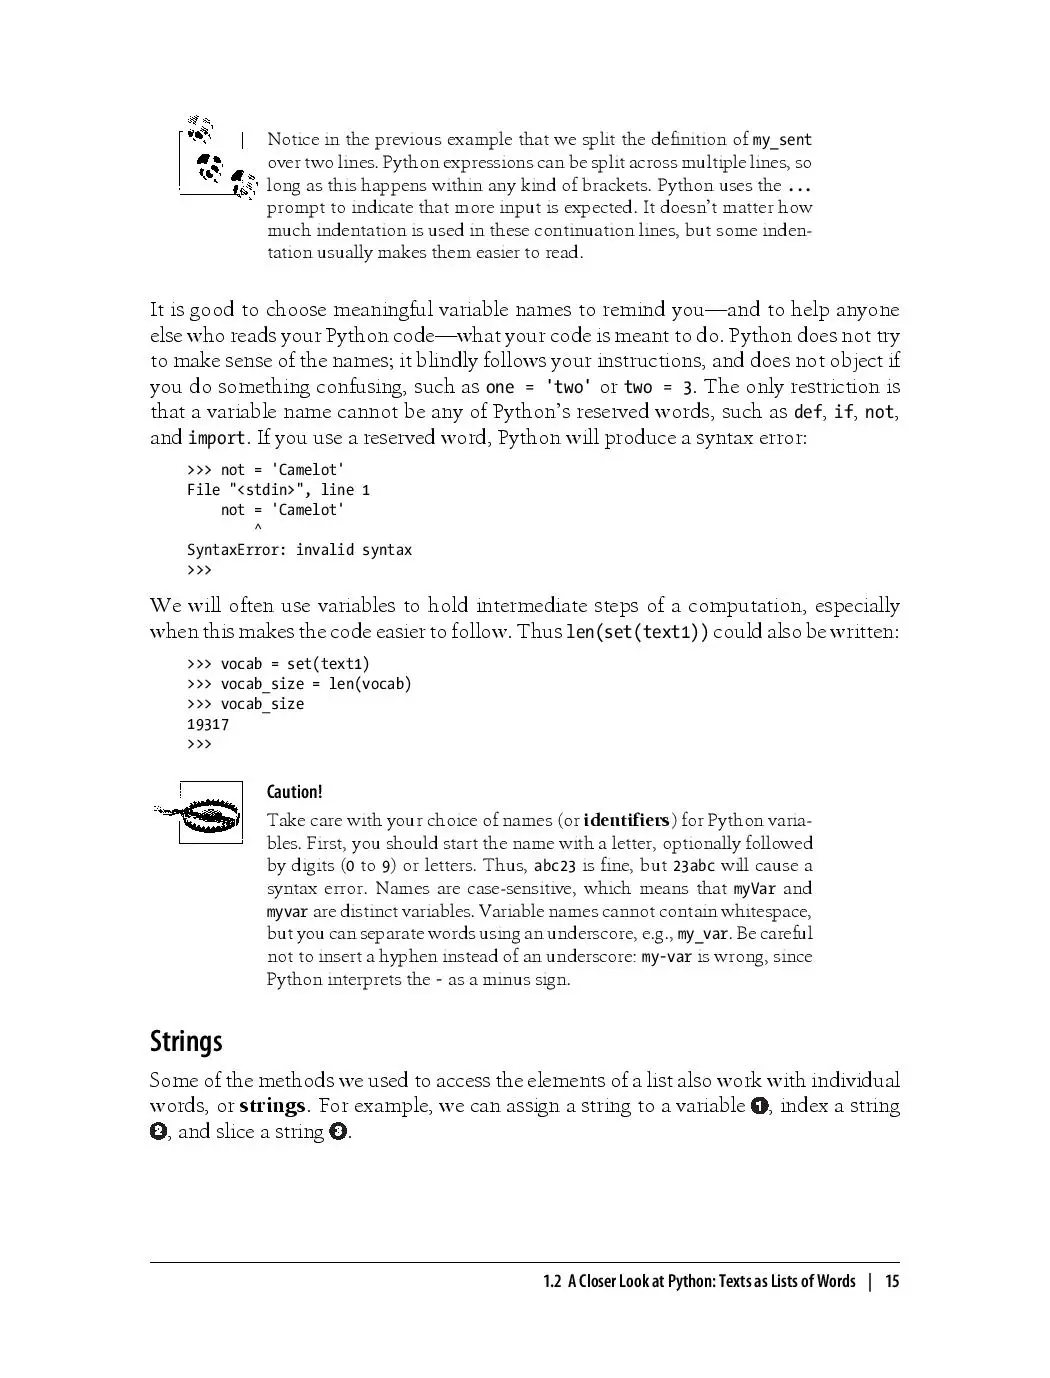 Notice in the previous example that we split the definition of my_sent
over two lines. Python expressions can be split across multiple lines, so
long as this happens within any kind of brackets. Python uses the ...
prompt to indicate that more input is expected. It doesn’t matter how
much indentation is used in these continuation lines, but some inden-
tation usually makes them easier to read.
It is good to choose meaningful variable names to remind you—and to help anyone
else who reads your Python code—what your code is meant to do. Python does not try
to make sense of the names; it blindly follows your instructions, and does not object if
you do something confusing, such as one = 'two' or two = 3. The only restriction is
that a variable name cannot be any of Python’s reserved words, such as def, if, not,
and import. If you use a reserved word, Python will produce a syntax error:
>>> not = 'Camelot'
File "<stdin>", line 1
not = 'Camelot'
^
SyntaxError: invalid syntax
>>>
We will often use variables to hold intermediate steps of a computation, especially
when this makes the code easier to follow. Thus len(set(text1)) could also be written:
>>> vocab = set(text1)
>>> vocab_size = len(vocab)
>>> vocab_size
19317
>>>
Caution!
Take care with your choice of names (or identifiers) for Python varia-
bles. First, you should start the name with a letter, optionally followed
by digits (0 to 9) or letters. Thus, abc23 is fine, but 23abc will cause a
syntax error. Names are case-sensitive, which means that myVar and
myvar are distinct variables. Variable names cannot contain whitespace,
but you can separate words using an underscore, e.g., my_var. Be careful
not to insert a hyphen instead of an underscore: my-var is wrong, since
Python interprets the - as a minus sign.
Strings
Some of the methods we used to access the elements of a list also work with individual
words, or strings. For example, we can assign a string to a variable ❶, index a string
❷, and slice a string ❸.
1.2 A Closer Look at Python: Texts as Lists of Words | 15